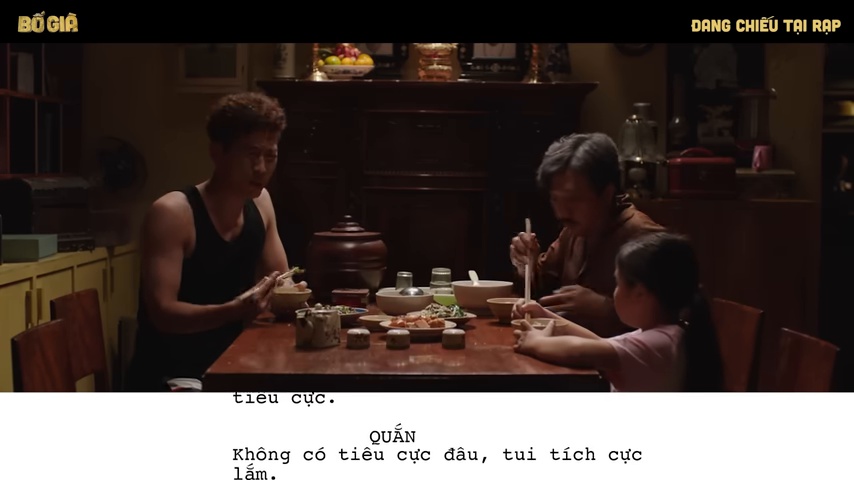 BỐ GIÀ
ĐANG CHIẾU TẠI RẠP
tiêu cực.
QUẮN
Không có tiêu cực đâu, tui tích cực
lắm.